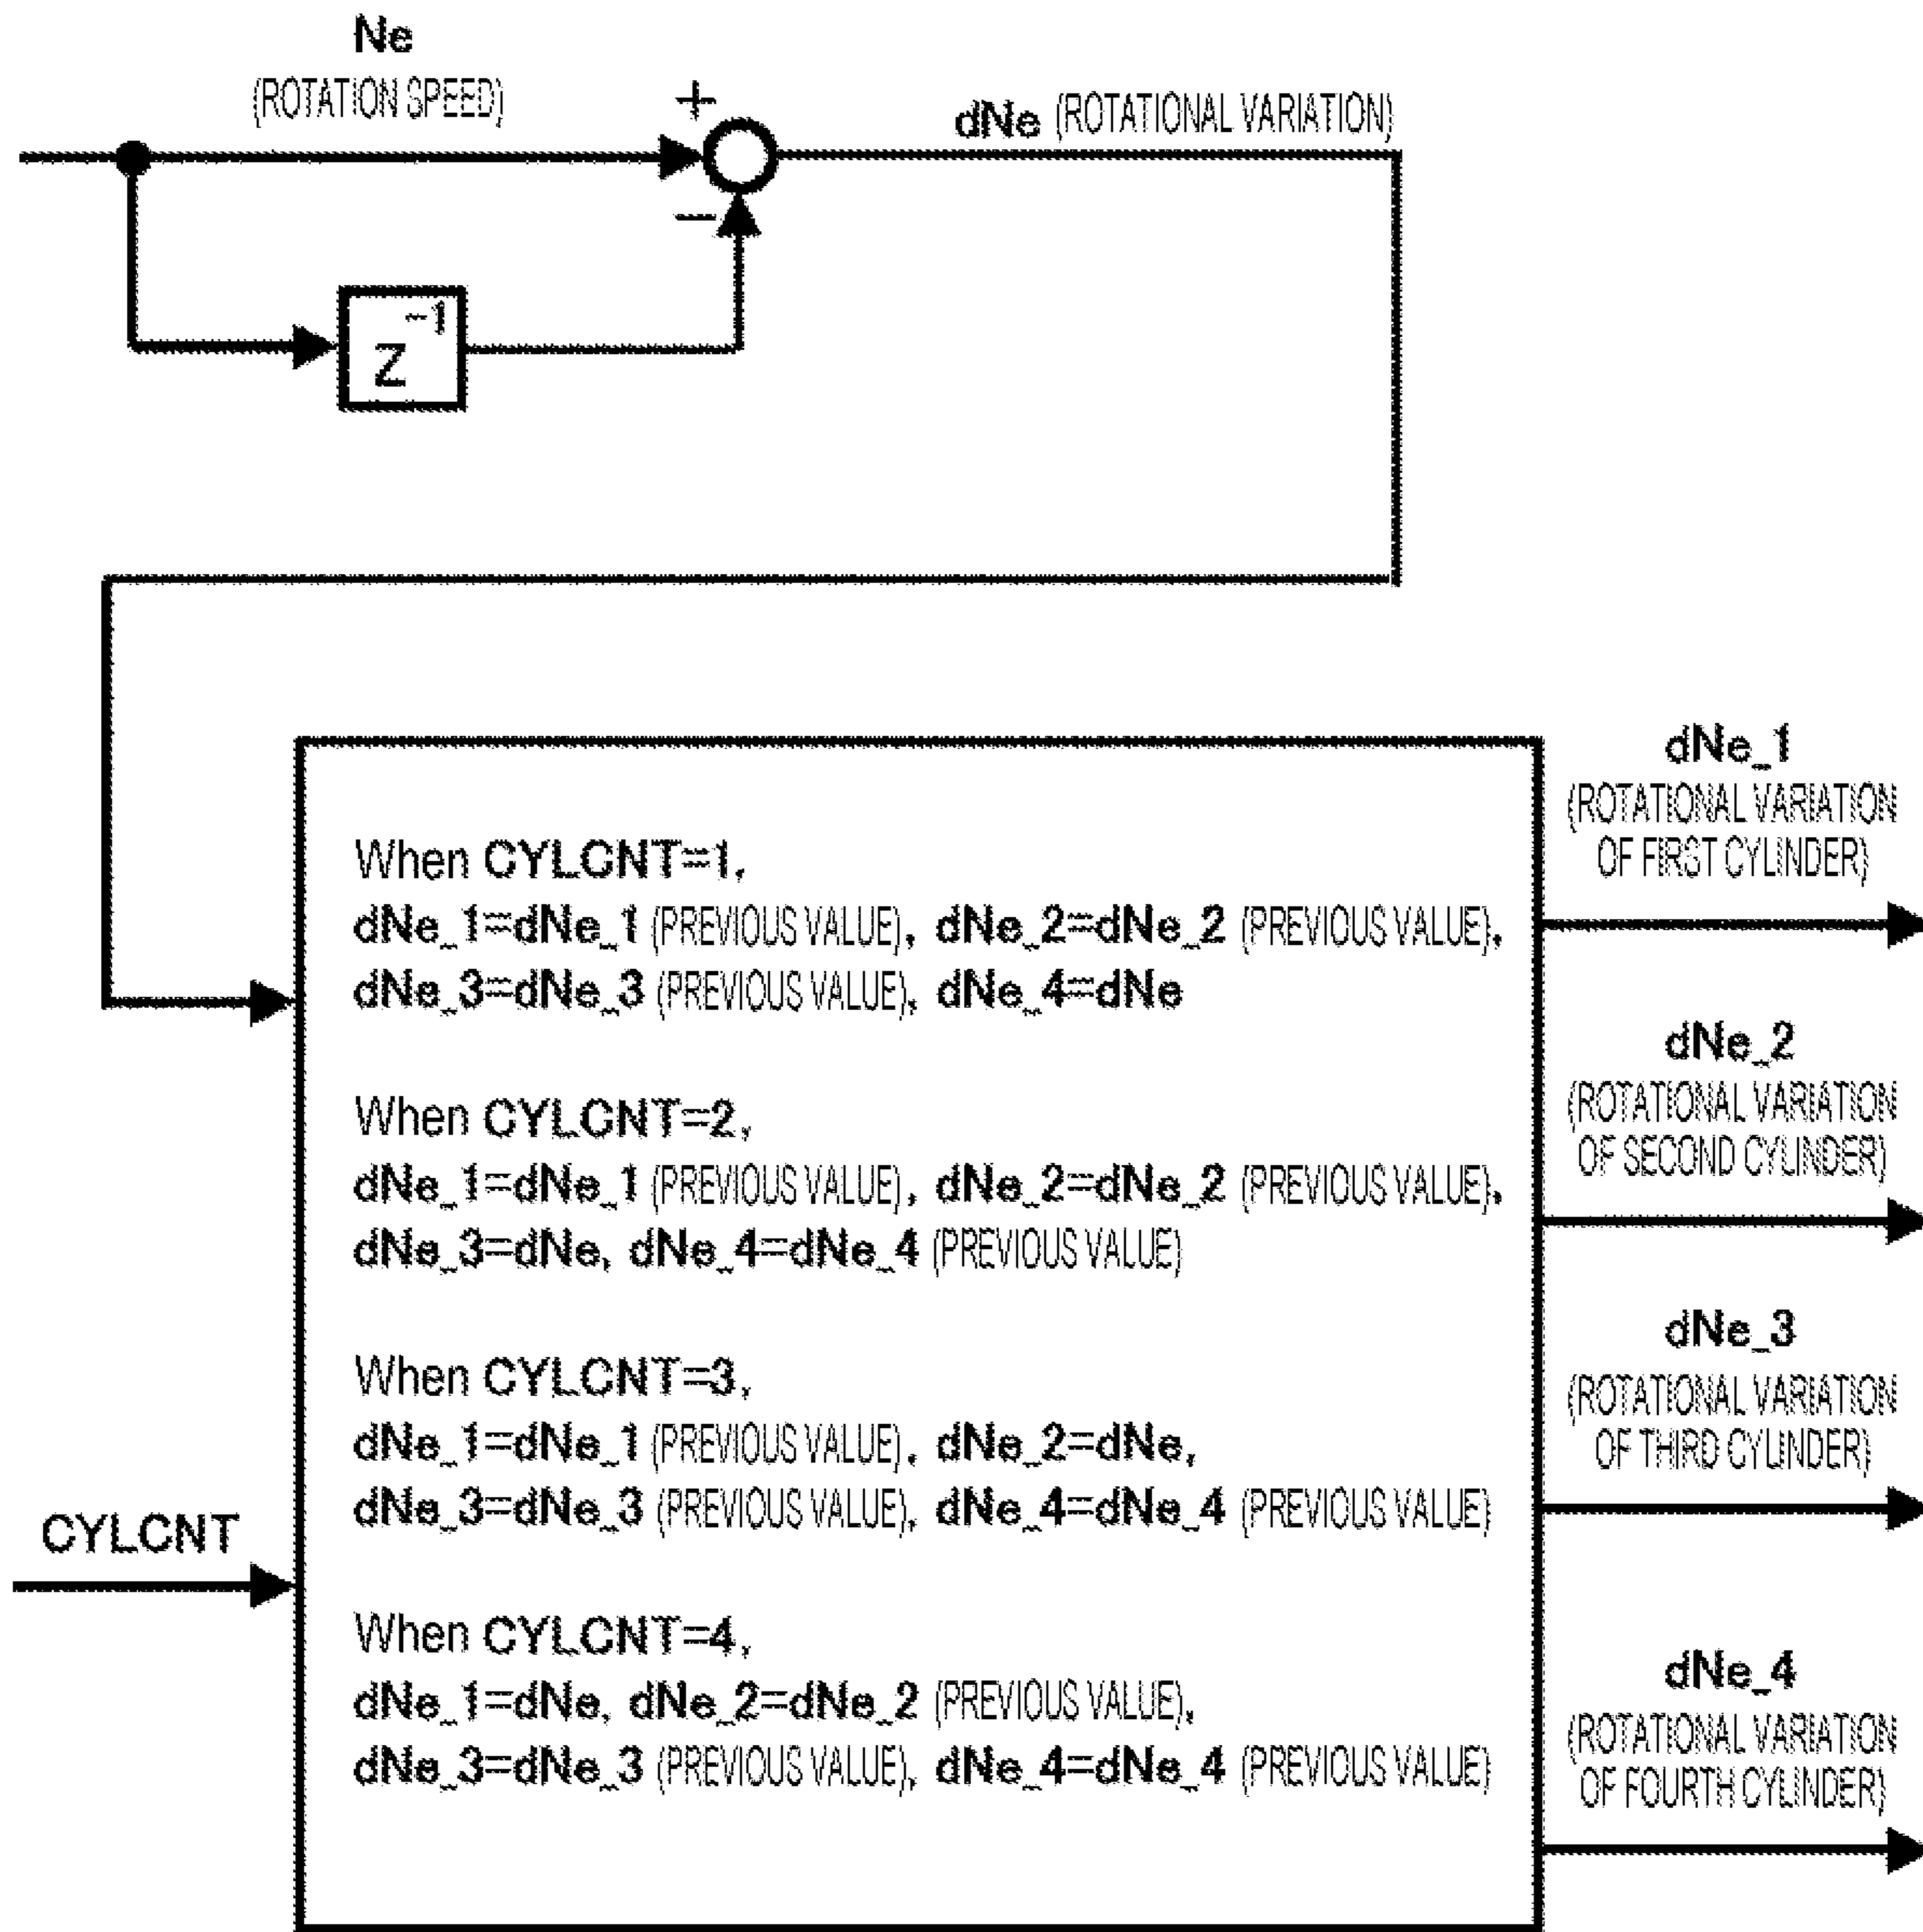 Ne
(ROTATION SPEED)
+
dNe (ROTATIONAL VARIATION)
−
Z⁻¹
When CYLCNT=1,
dNe_1=dNe_1 (PREVIOUS VALUE), dNe_2=dNe_2 (PREVIOUS VALUE),
dNe_3=dNe_3 (PREVIOUS VALUE), dNe_4=dNe
When CYLCNT=2,
dNe_1=dNe_1 (PREVIOUS VALUE), dNe_2=dNe_2 (PREVIOUS VALUE),
dNe_3=dNe, dNe_4=dNe_4 (PREVIOUS VALUE)
When CYLCNT=3,
dNe_1=dNe_1 (PREVIOUS VALUE), dNe_2=dNe,
dNe_3=dNe_3 (PREVIOUS VALUE), dNe_4=dNe_4 (PREVIOUS VALUE)
When CYLCNT=4,
dNe_1=dNe, dNe_2=dNe_2 (PREVIOUS VALUE),
dNe_3=dNe_3 (PREVIOUS VALUE), dNe_4=dNe_4 (PREVIOUS VALUE)
CYLCNT
dNe_1
(ROTATIONAL VARIATION
OF FIRST CYLINDER)
dNe_2
(ROTATIONAL VARIATION
OF SECOND CYLINDER)
dNe_3
(ROTATIONAL VARIATION
OF THIRD CYLINDER)
dNe_4
(ROTATIONAL VARIATION
OF FOURTH CYLINDER)